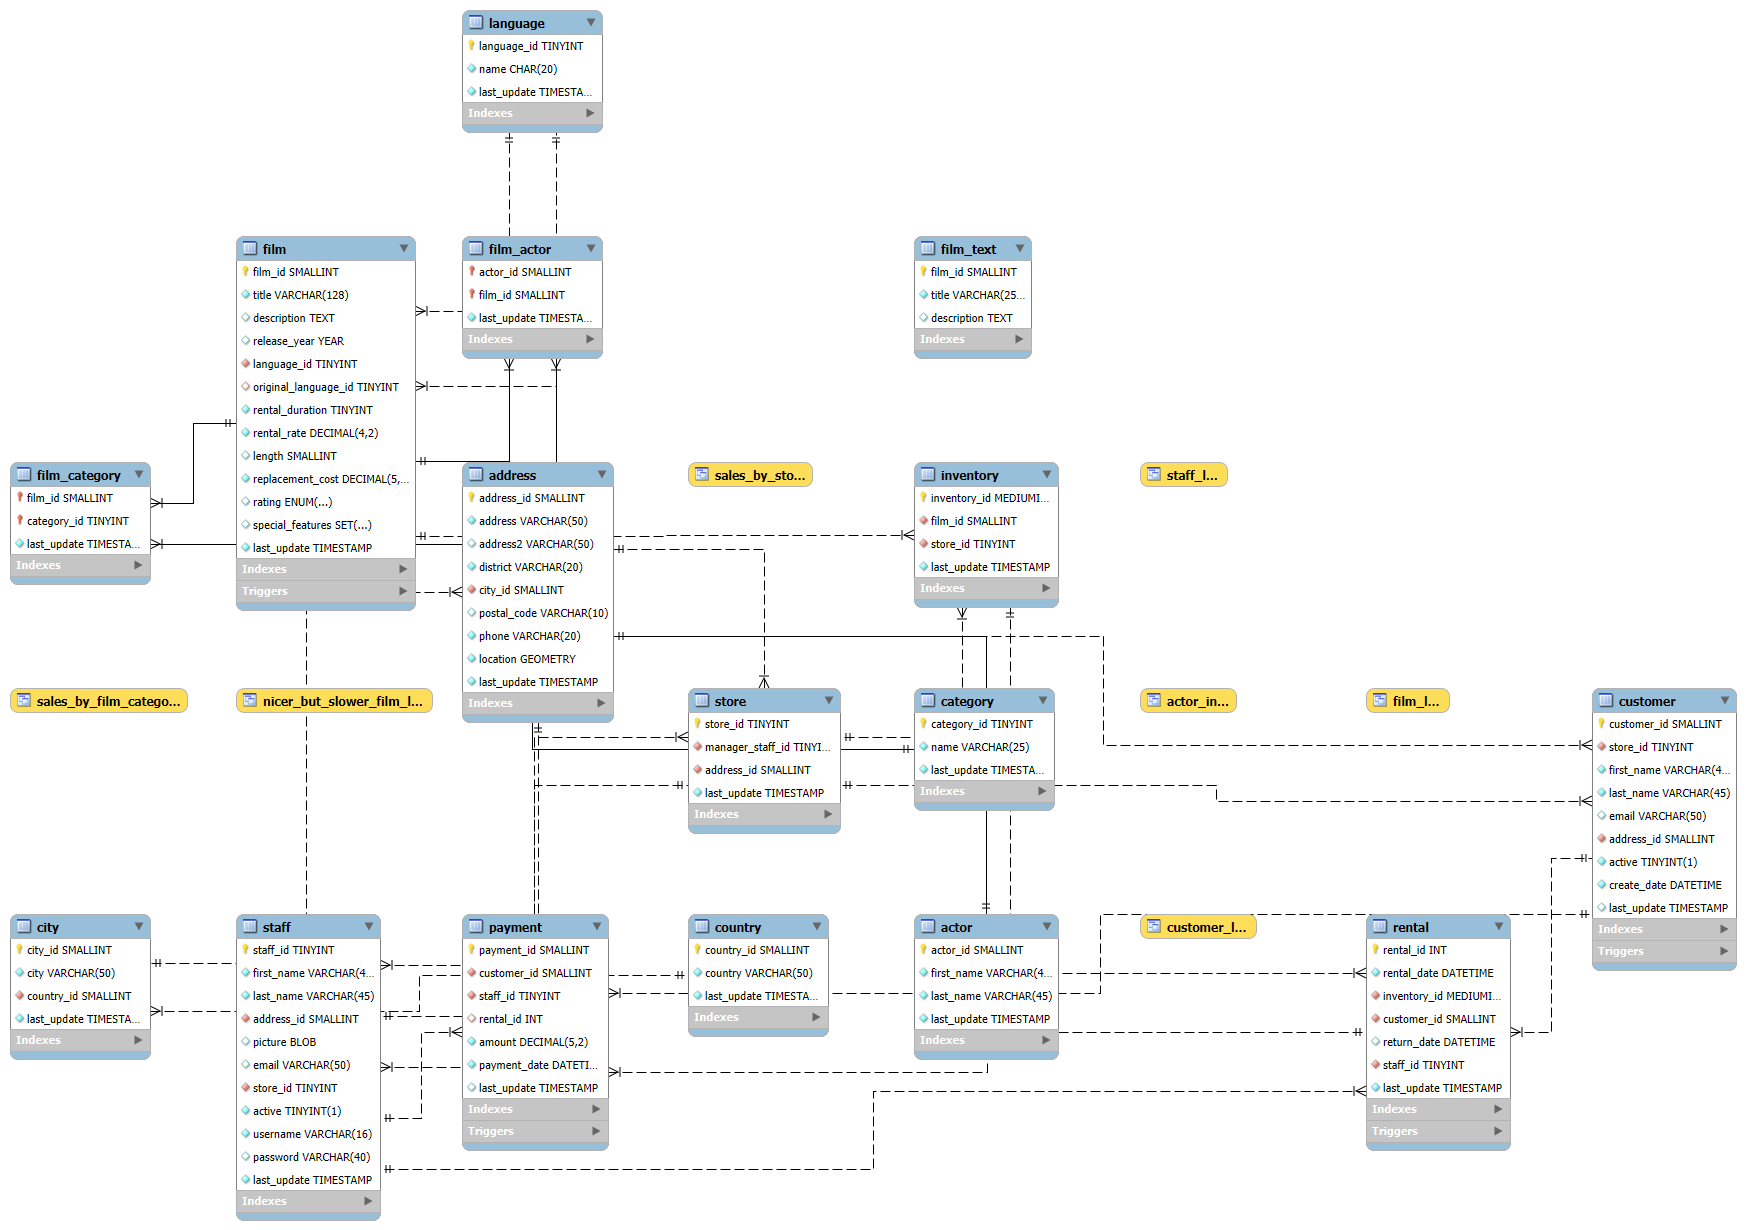 language
language_id TINYINT
name CHAR(20)
last_update TIMESTA...
Indexes
film
film_id SMALLINT
title VARCHAR(128)
description TEXT
release_year YEAR
language_id TINYINT
original_language_id TINYINT
rental_duration TINYINT
rental_rate DECIMAL(4,2)
length SMALLINT
replacement_cost DECIMAL(5,...
rating ENUM(...)
special_features SET(...)
last_update TIMESTAMP
Indexes
Triggers
film_actor
actor_id SMALLINT
film_id SMALLINT
last_update TIMESTA...
Indexes
film_text
film_id SMALLINT
title VARCHAR(25...
description TEXT
Indexes
film_category
film_id SMALLINT
category_id TINYINT
last_update TIMESTA...
Indexes
address
address_id SMALLINT
address VARCHAR(50)
address2 VARCHAR(50)
district VARCHAR(20)
city_id SMALLINT
postal_code VARCHAR(10)
phone VARCHAR(20)
location GEOMETRY
last_update TIMESTAMP
Indexes
sales_by_sto...
inventory
inventory_id MEDIUMI...
film_id SMALLINT
store_id TINYINT
last_update TIMESTAMP
Indexes
staff_l...
sales_by_film_catego...
nicer_but_slower_film_l...
store
store_id TINYINT
manager_staff_id TINYI...
address_id SMALLINT
last_update TIMESTAMP
Indexes
category
category_id TINYINT
name VARCHAR(25)
last_update TIMESTA...
Indexes
actor_in...
film_l...
customer
customer_id SMALLINT
store_id TINYINT
first_name VARCHAR(4...
last_name VARCHAR(45)
email VARCHAR(50)
address_id SMALLINT
active TINYINT(1)
create_date DATETIME
last_update TIMESTAMP
Indexes
Triggers
city
city_id SMALLINT
city VARCHAR(50)
country_id SMALLINT
last_update TIMESTA...
Indexes
staff
staff_id TINYINT
first_name VARCHAR(4...
last_name VARCHAR(45)
address_id SMALLINT
picture BLOB
email VARCHAR(50)
store_id TINYINT
active TINYINT(1)
username VARCHAR(16)
password VARCHAR(40)
last_update TIMESTAMP
Indexes
payment
payment_id SMALLINT
customer_id SMALLINT
staff_id TINYINT
rental_id INT
amount DECIMAL(5,2)
payment_date DATETI...
last_update TIMESTAMP
Indexes
Triggers
country
country_id SMALLINT
country VARCHAR(50)
last_update TIMESTA...
Indexes
actor
actor_id SMALLINT
first_name VARCHAR(4...
last_name VARCHAR(45)
last_update TIMESTAMP
Indexes
customer_l...
rental
rental_id INT
rental_date DATETIME
inventory_id MEDIUMI...
customer_id SMALLINT
return_date DATETIME
staff_id TINYINT
last_update TIMESTAMP
Indexes
Triggers